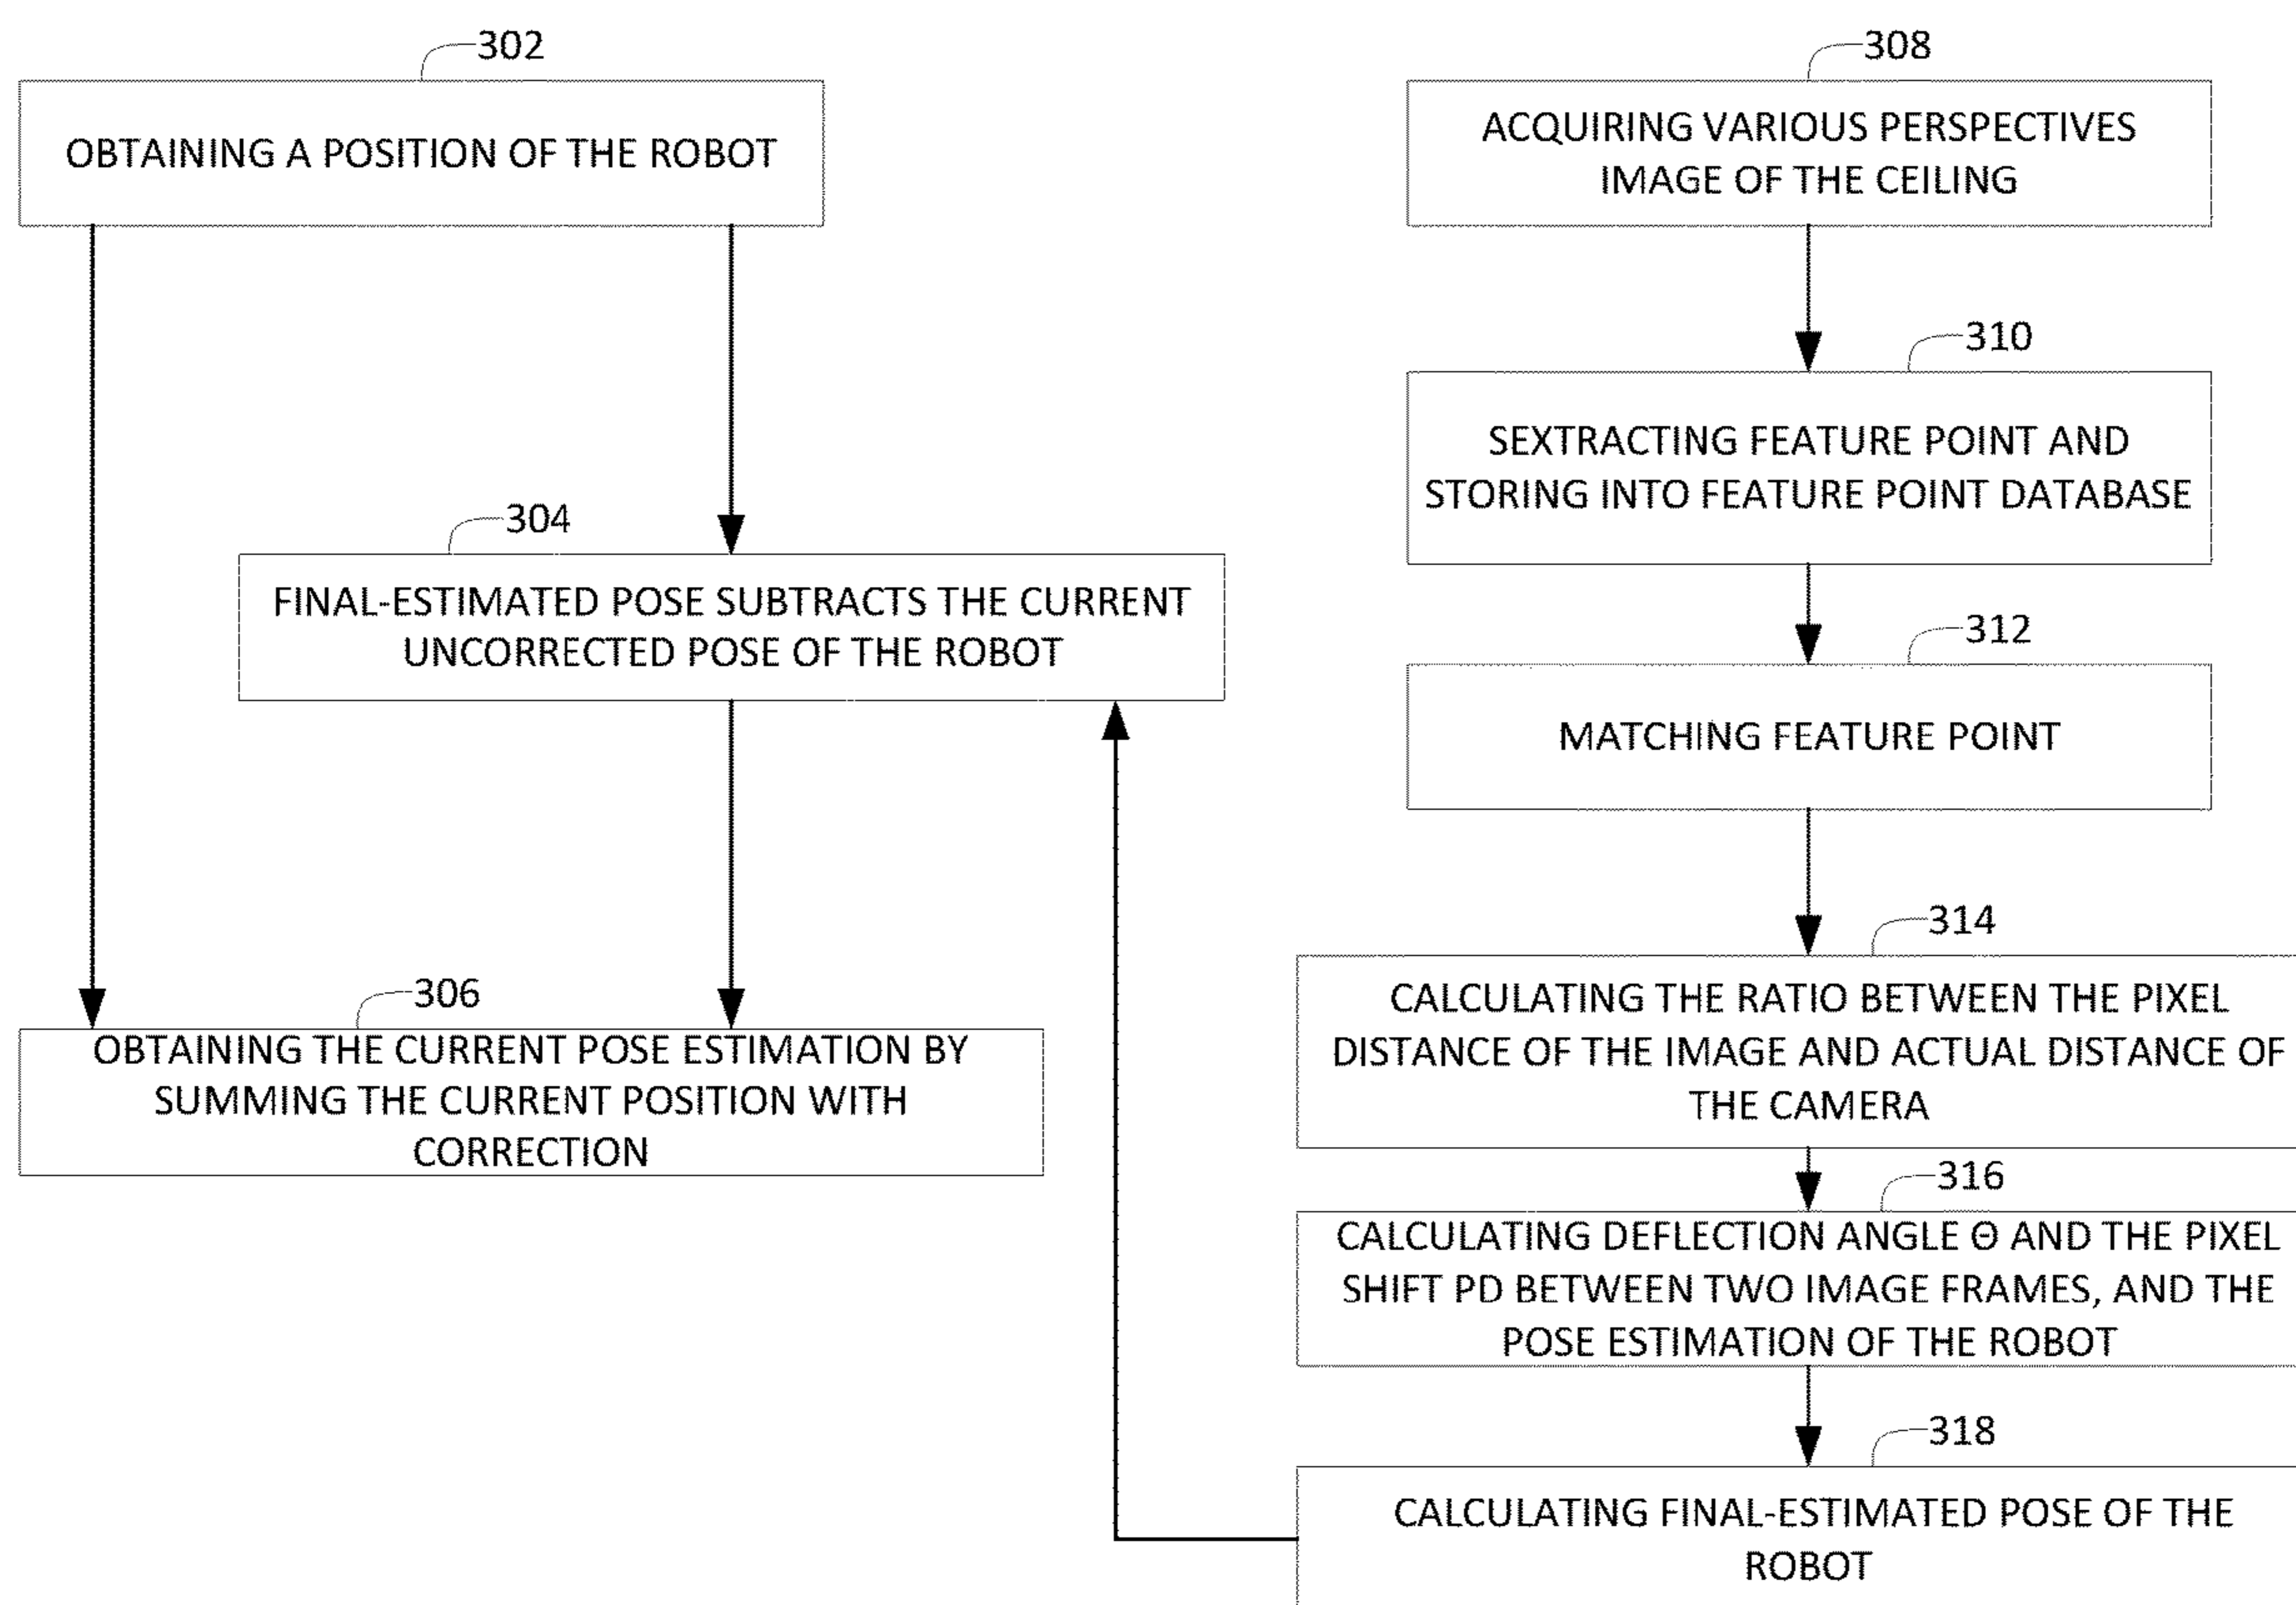 302
OBTAINING A POSITION OF THE ROBOT
304
FINAL-ESTIMATED POSE SUBTRACTS THE CURRENT
UNCORRECTED POSE OF THE ROBOT
306
OBTAINING THE CURRENT POSE ESTIMATION BY
SUMMING THE CURRENT POSITION WITH
CORRECTION
308
ACQUIRING VARIOUS PERSPECTIVES
IMAGE OF THE CEILING
310
SEXTRACTING FEATURE POINT AND
STORING INTO FEATURE POINT DATABASE
312
MATCHING FEATURE POINT
314
CALCULATING THE RATIO BETWEEN THE PIXEL
DISTANCE OF THE IMAGE AND ACTUAL DISTANCE OF
THE CAMERA
316
CALCULATING DEFLECTION ANGLE Θ AND THE PIXEL
SHIFT PD BETWEEN TWO IMAGE FRAMES, AND THE
POSE ESTIMATION OF THE ROBOT
318
CALCULATING FINAL-ESTIMATED POSE OF THE
ROBOT